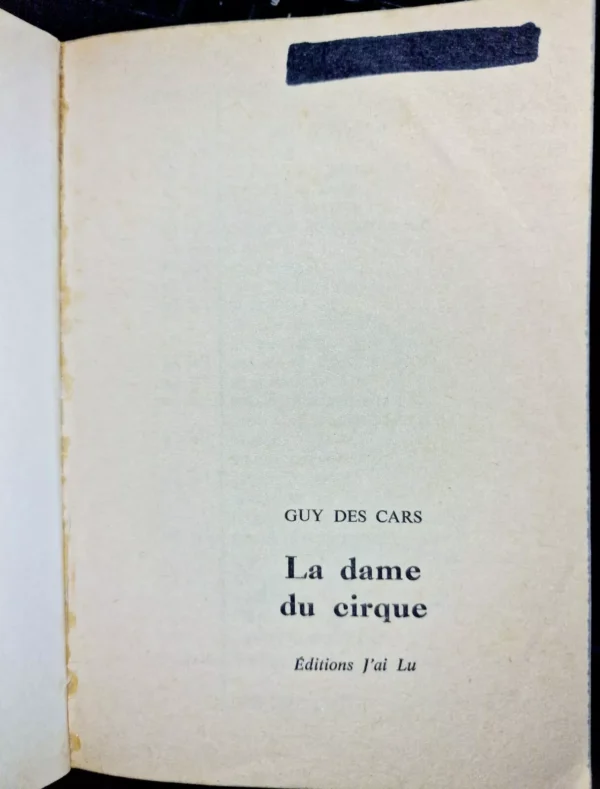 GUY DES CARS
La dame
du cirque
Éditions J'ai Lu